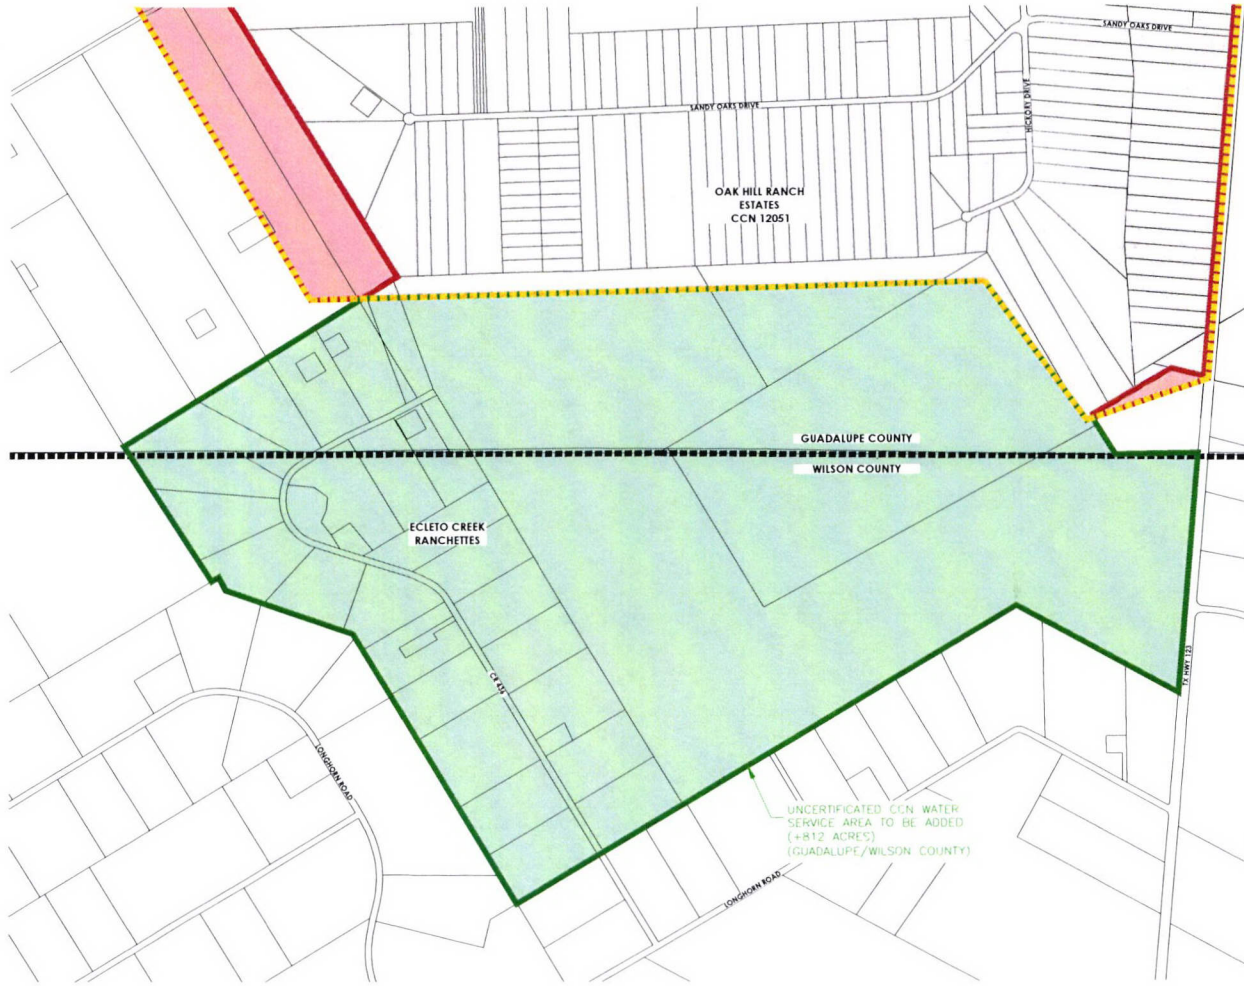 SANDY OAKS DRIVE
SANDY OAKS DRIVE
HICKORY DRIVE
OAK HILL RANCH
ESTATES
CCN 12051
GUADALUPE COUNTY
WILSON COUNTY
ECLETO CREEK
RANCHETTES
CR 436
TX HWY 123
LONGHORN ROAD
UNCERTIFICATED CCN WATER
SERVICE AREA TO BE ADDED
(+812 ACRES)
(GUADALUPE/WILSON COUNTY)
LONGHORN ROAD